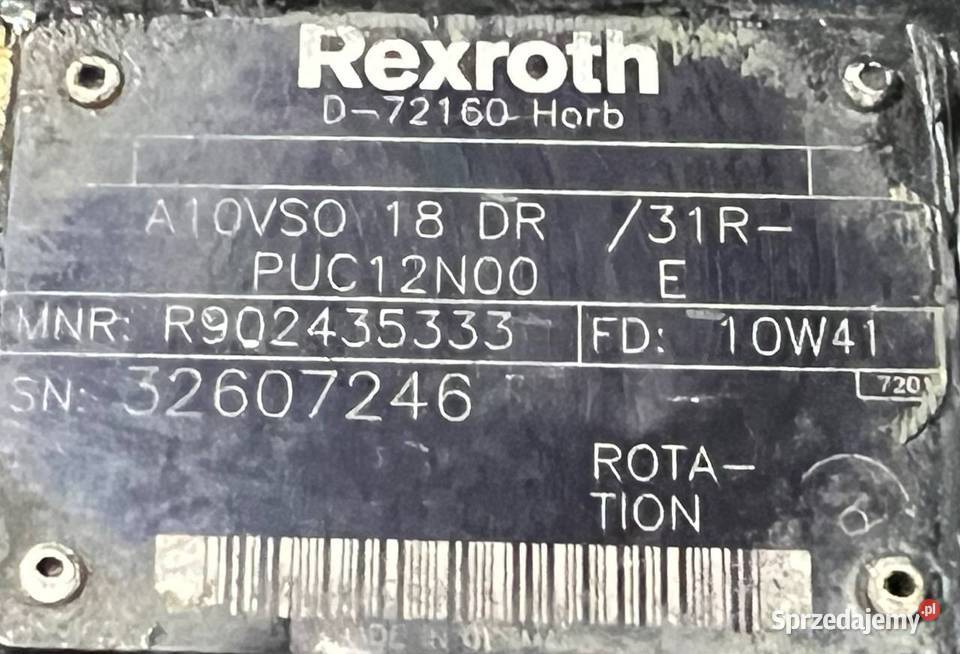 Rexroth
D-72160 Horb
A10VSO 18 DR /31R-
PUC12N00 E
MNR: R902435333 FD: 10W41
SN: 32607246
720
ROTA-
TION
Sprzedajemy.pl